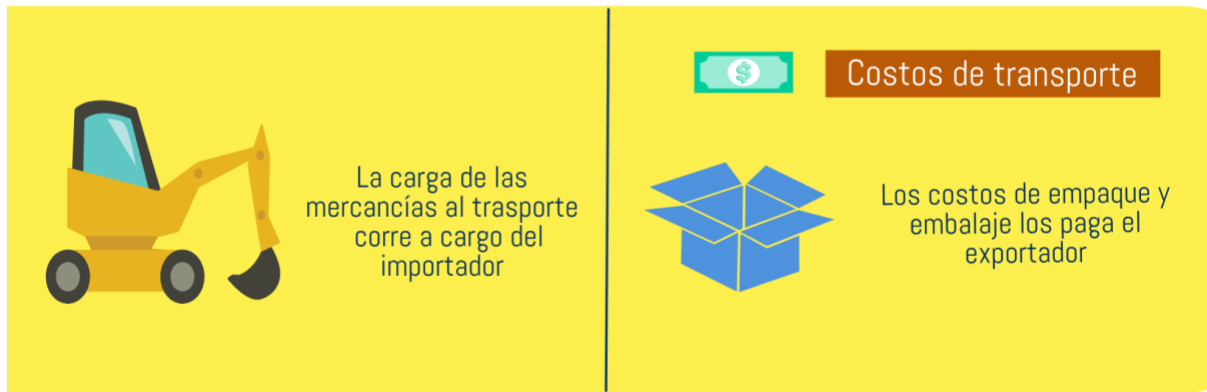 La carga de las
mercancías al trasporte
corre a cargo del
importador
$
Costos de transporte
Los costos de empaque y
embalaje los paga el
exportador